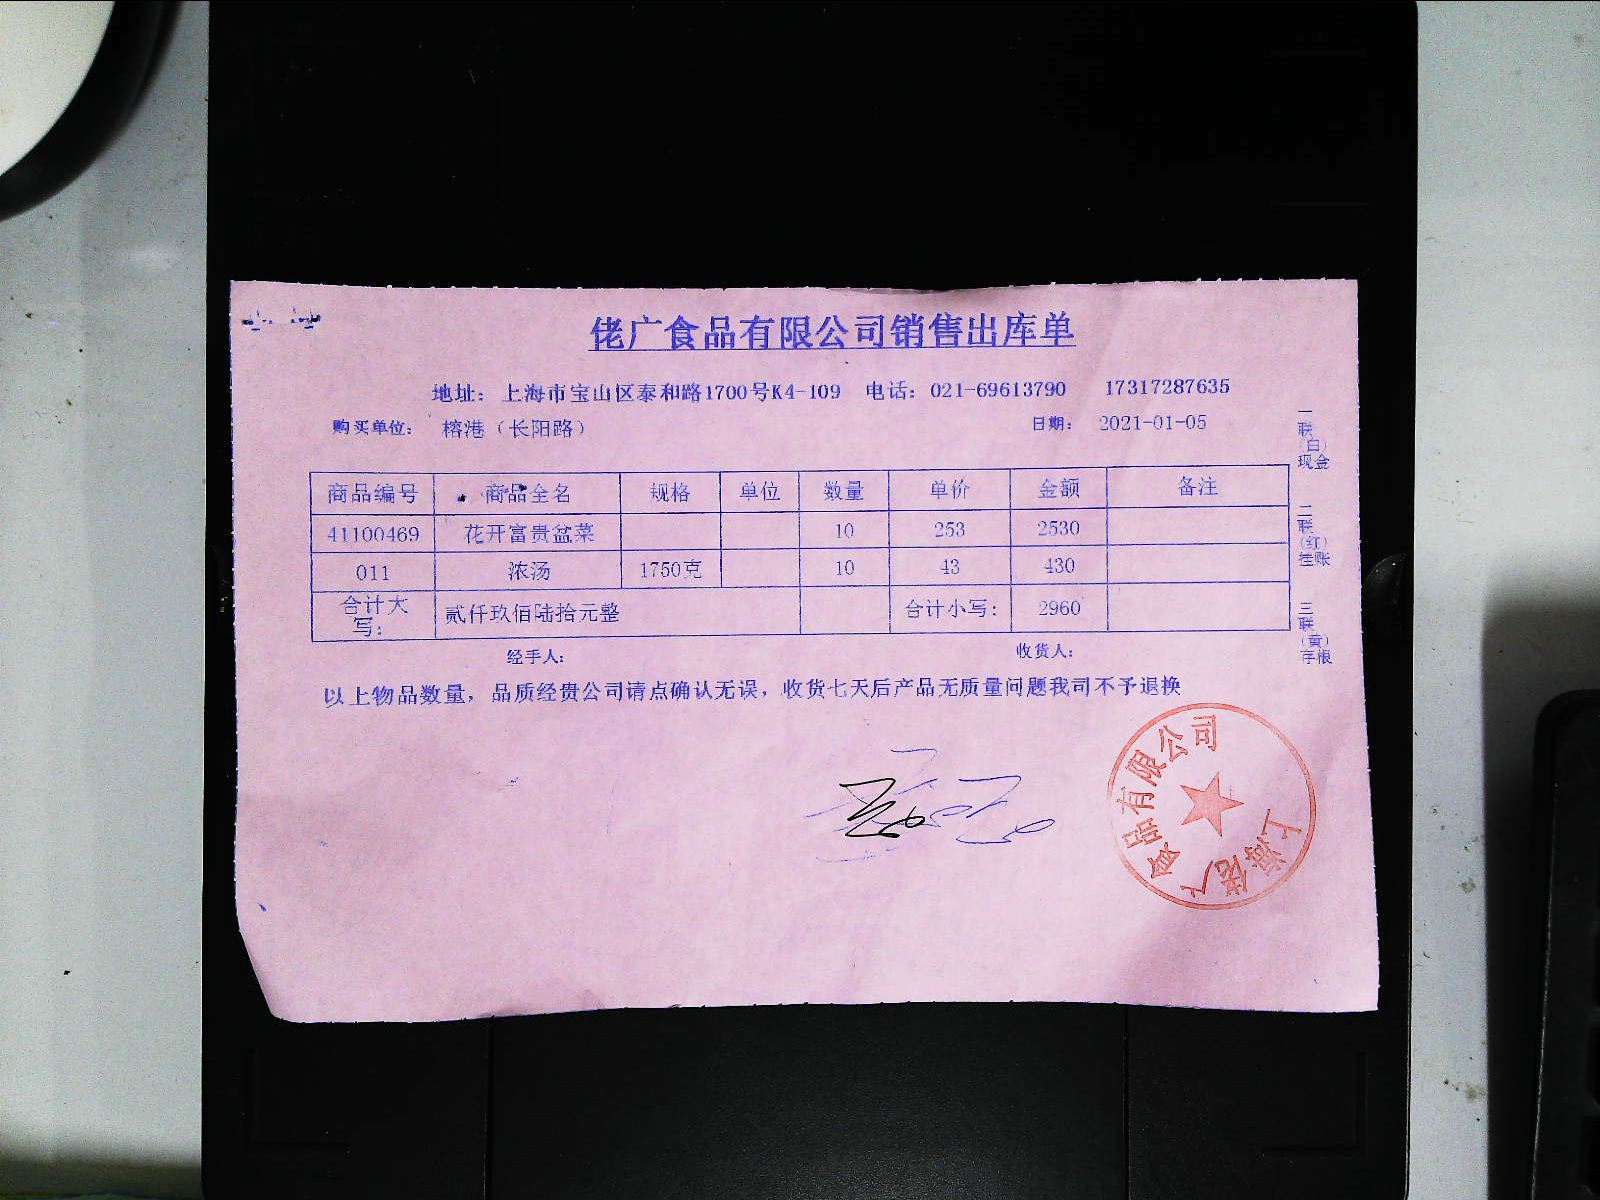 佬广食品有限公司销售出库单
地址：上海市宝山区泰和路1700号K4-109 电话：021-69613790 17317287635
购买单位： 榕港（长阳路） 日期： 2021-01-05
商品编号 商品全名 规格 单位 数量 单价 金额 备注
41100469 花开富贵盆菜 10 253 2530
011 浓汤 1750克 10 43 430
合计大写： 贰仟玖佰陆拾元整 合计小写： 2960
经手人： 收货人：
以上物品数量，品质经贵公司请点确认无误，收货七天后产品无质量问题我司不予退换
一联（白）现金
二联（红）挂账
三联（黄）存根
上海佬广食品有限公司